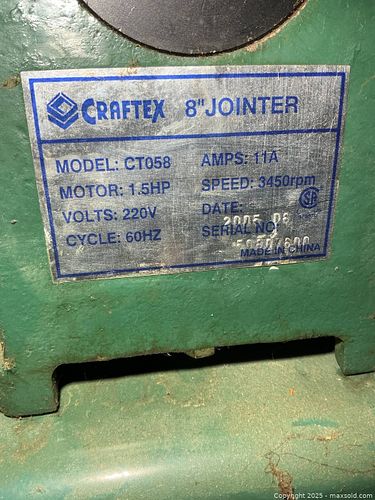 CRAFTEX 8"JOINTER
MODEL: CT058 AMPS: 11A
MOTOR: 1.5HP SPEED: 3450rpm
VOLTS: 220V DATE: 2005 06
CYCLE: 60HZ SERIAL NO:
MADE IN CHINA
Copyright © 2025 - maxsold.com